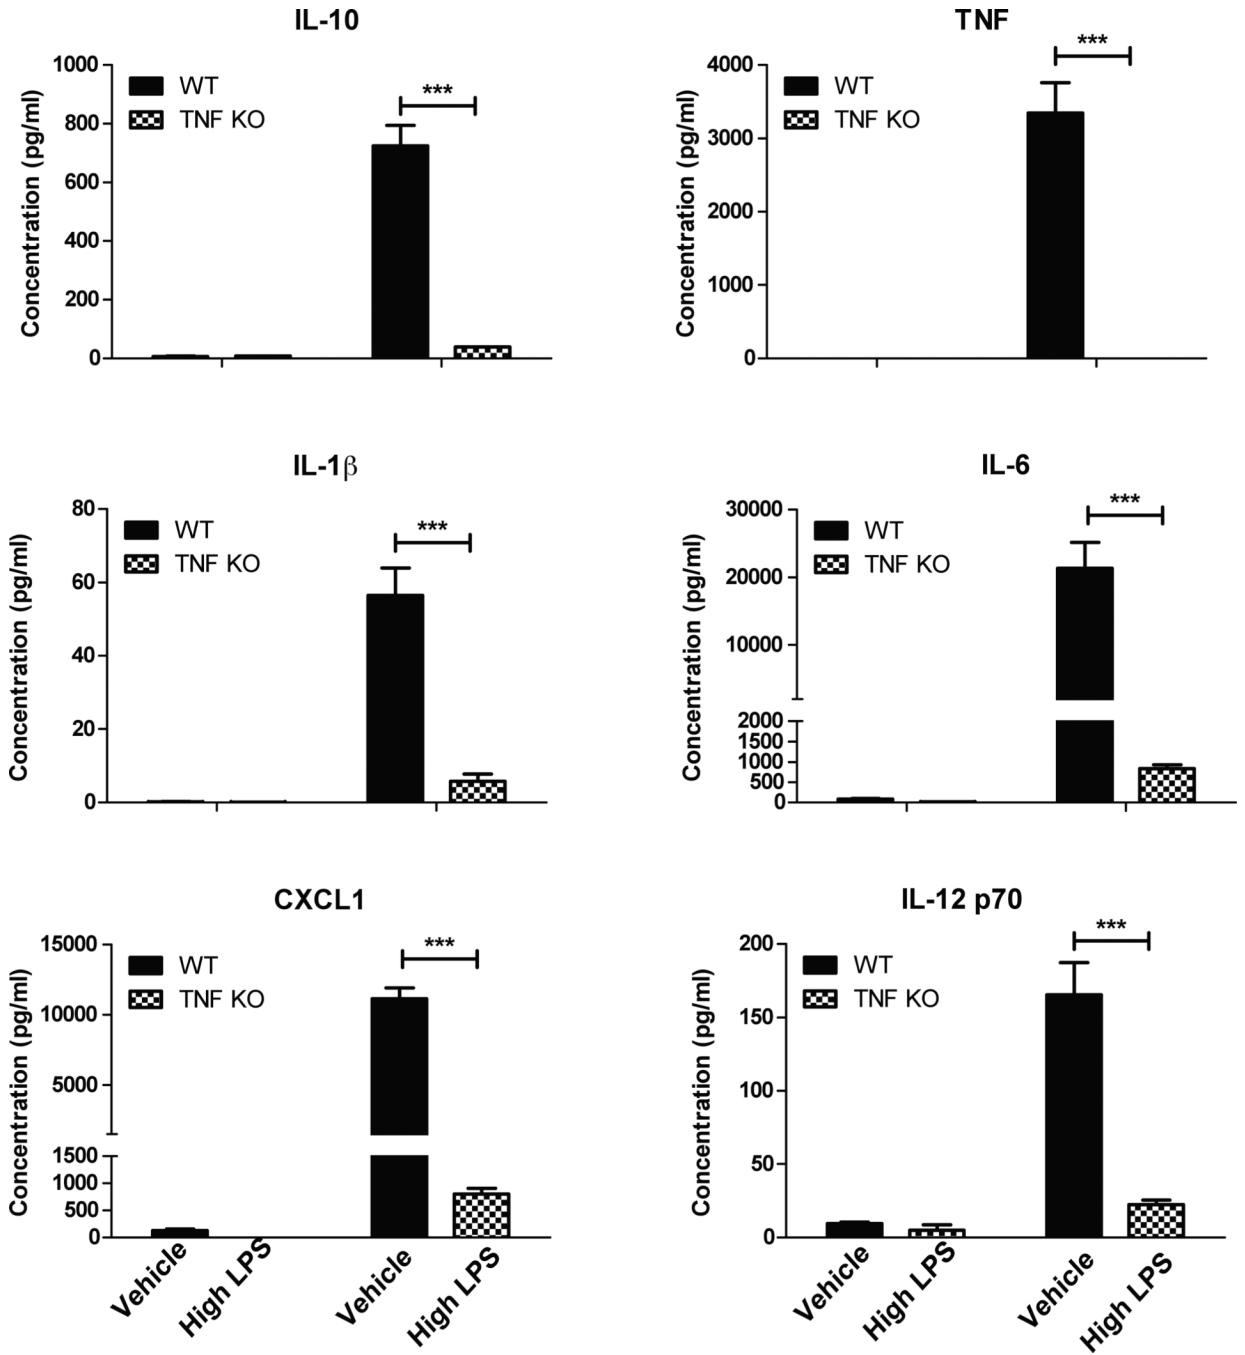 IL-10
Concentration (pg/ml)
1000
800
600
400
200
0
WT
TNF KO
***
TNF
Concentration (pg/ml)
4000
3000
2000
1000
0
WT
TNF KO
***
IL-1β
Concentration (pg/ml)
80
60
40
20
0
WT
TNF KO
***
IL-6
Concentration (pg/ml)
30000
20000
10000
2000
1500
1000
500
0
WT
TNF KO
***
CXCL1
Concentration (pg/ml)
15000
10000
5000
1500
1000
500
0
WT
TNF KO
***
Vehicle
High LPS
Vehicle
High LPS
IL-12 p70
Concentration (pg/ml)
200
150
100
50
0
WT
TNF KO
***
Vehicle
High LPS
Vehicle
High LPS